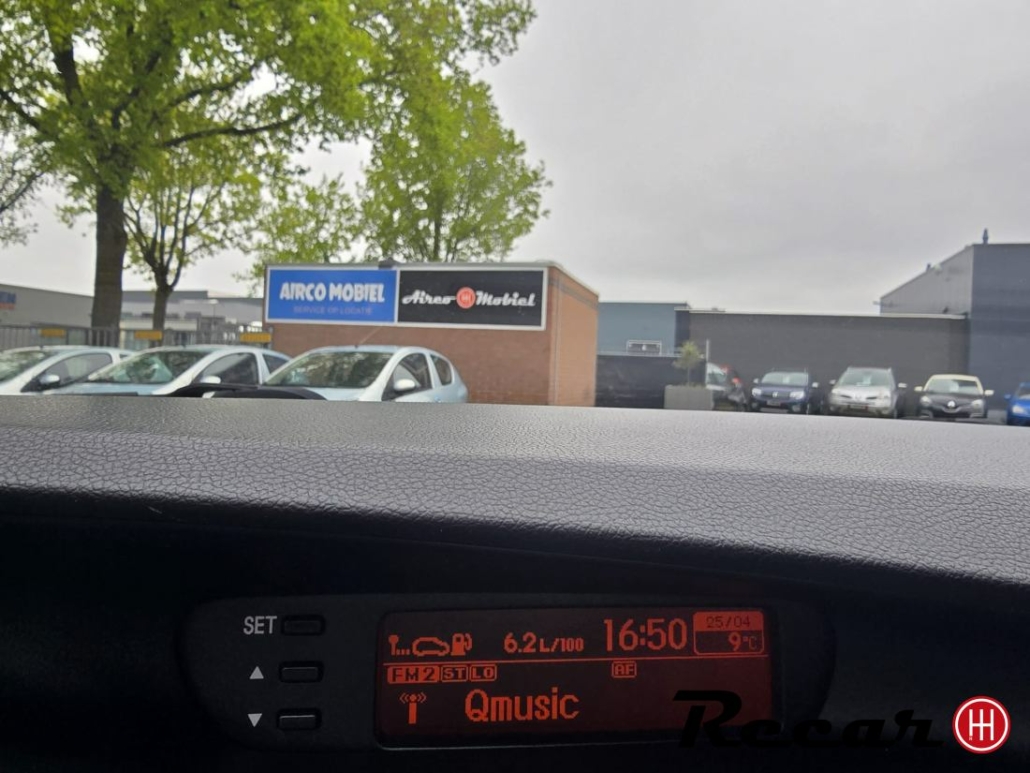 AIRCO MOBIEL
SERVICE OP LOCATIE
Airco Mobiel
SET
6.2 L/100
16:50
25/04
9°C
FM2 ST LO
AF
Qmusic
Recar